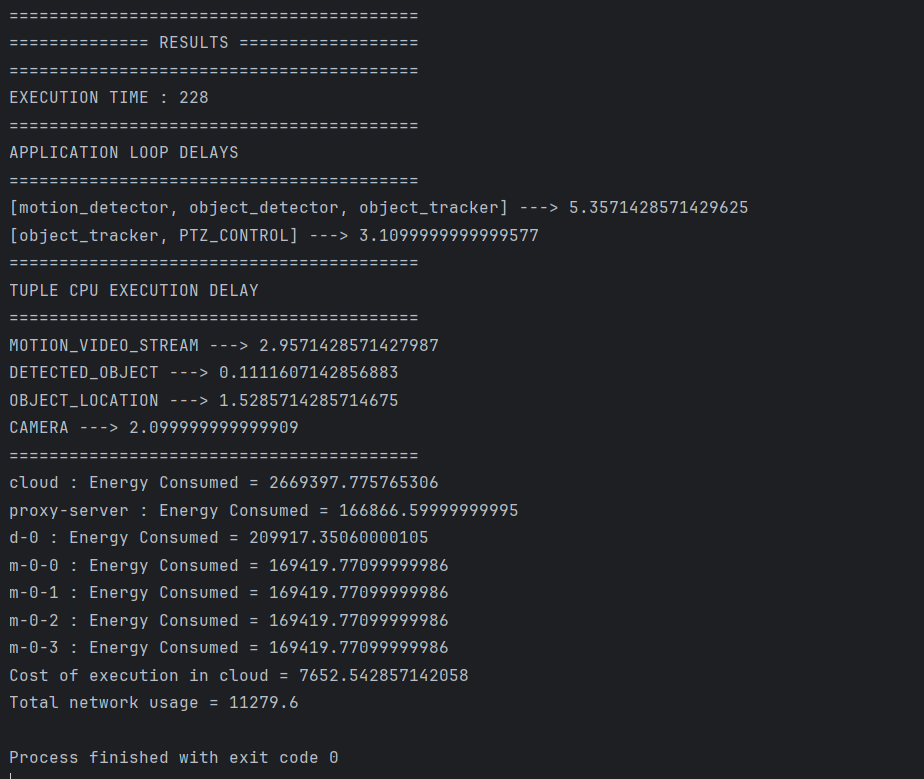 =========================================
============== RESULTS ==================
=========================================
EXECUTION TIME : 228
=========================================
APPLICATION LOOP DELAYS
=========================================
[motion_detector, object_detector, object_tracker] ---> 5.3571428571429625
[object_tracker, PTZ_CONTROL] ---> 3.1099999999999577
=========================================
TUPLE CPU EXECUTION DELAY
=========================================
MOTION_VIDEO_STREAM ---> 2.9571428571427987
DETECTED_OBJECT ---> 0.1111607142856883
OBJECT_LOCATION ---> 1.5285714285714675
CAMERA ---> 2.099999999999909
=========================================
cloud : Energy Consumed = 2669397.775765306
proxy-server : Energy Consumed = 166866.59999999995
d-0 : Energy Consumed = 209917.35060000105
m-0-0 : Energy Consumed = 169419.77099999986
m-0-1 : Energy Consumed = 169419.77099999986
m-0-2 : Energy Consumed = 169419.77099999986
m-0-3 : Energy Consumed = 169419.77099999986
Cost of execution in cloud = 7652.542857142058
Total network usage = 11279.6
Process finished with exit code 0